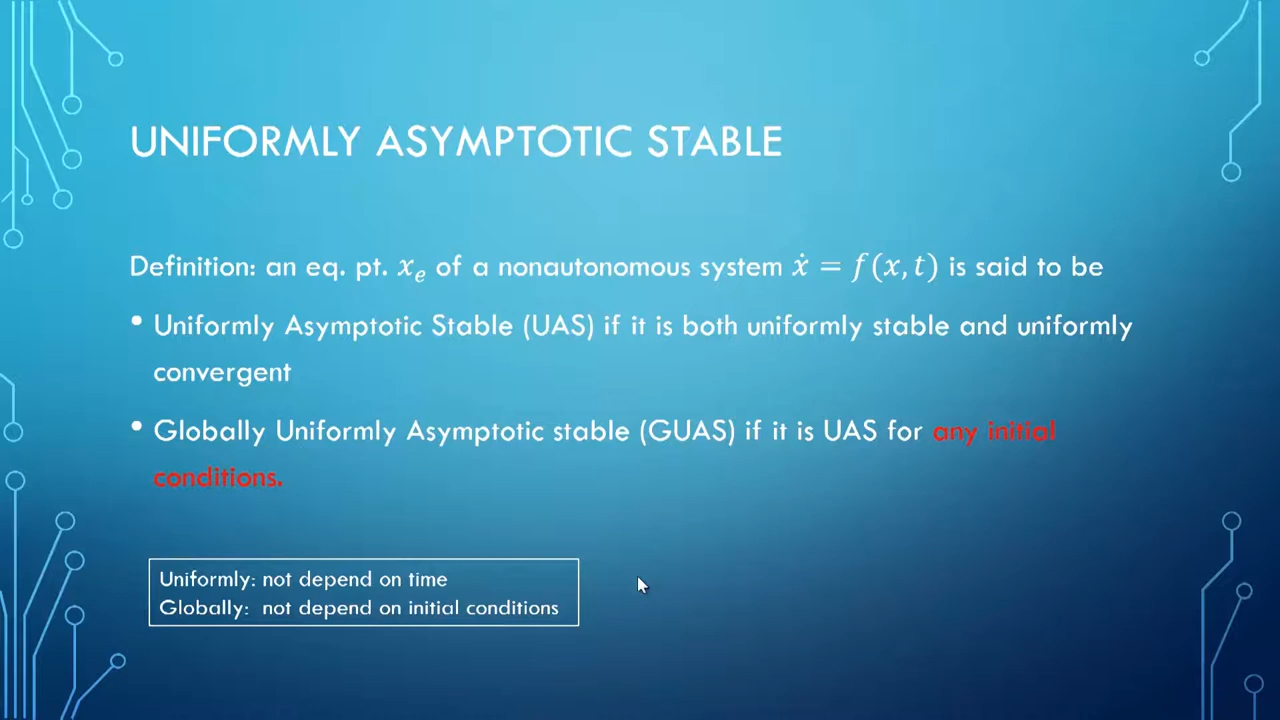 UNIFORMLY ASYMPTOTIC STABLE
Definition: an eq. pt. 𝑥ₑ of a nonautonomous system 𝑥̇ = 𝑓(𝑥, 𝑡) is said to be
• Uniformly Asymptotic Stable (UAS) if it is both uniformly stable and uniformly
convergent
• Globally Uniformly Asymptotic stable (GUAS) if it is UAS for any initial
conditions.
Uniformly: not depend on time
Globally: not depend on initial conditions